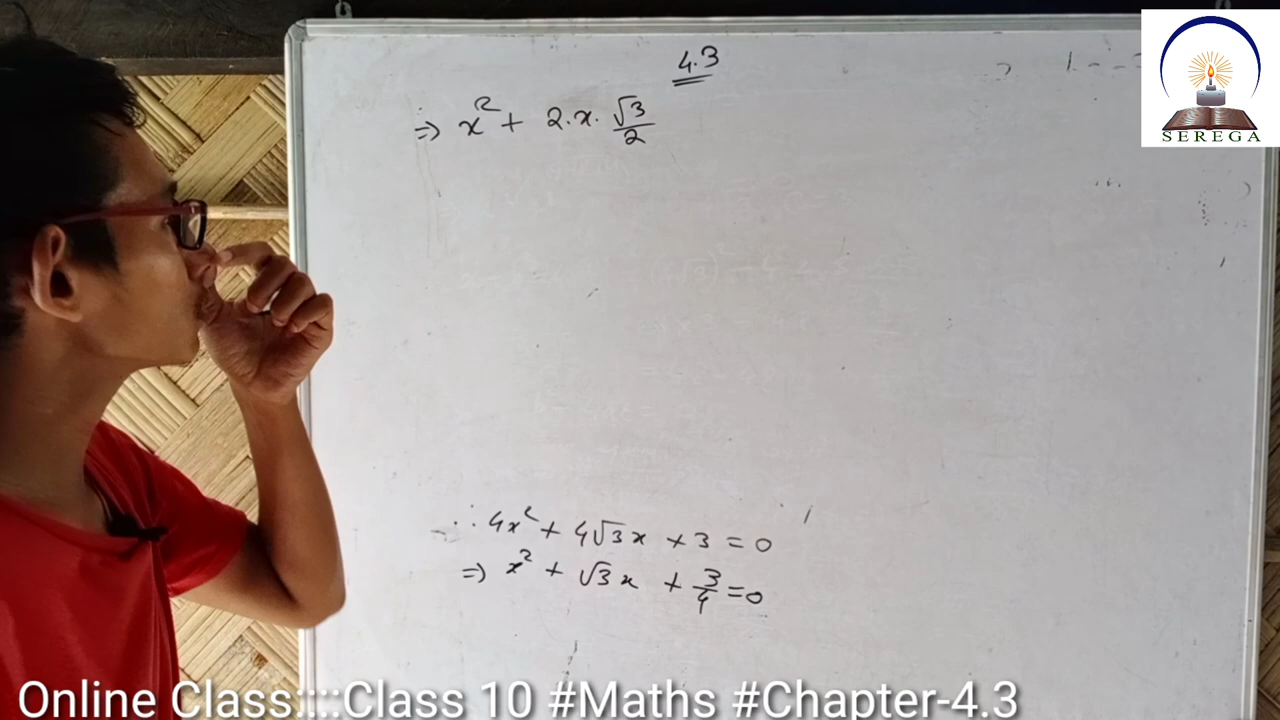 4.3
⇒ x² + 2.x. √3/2
∴ 4x² + 4√3x + 3 = 0
⇒ x² + √3x + 3/4 = 0
SEREGA
Online Class::::Class 10 #Maths #Chapter-4.3